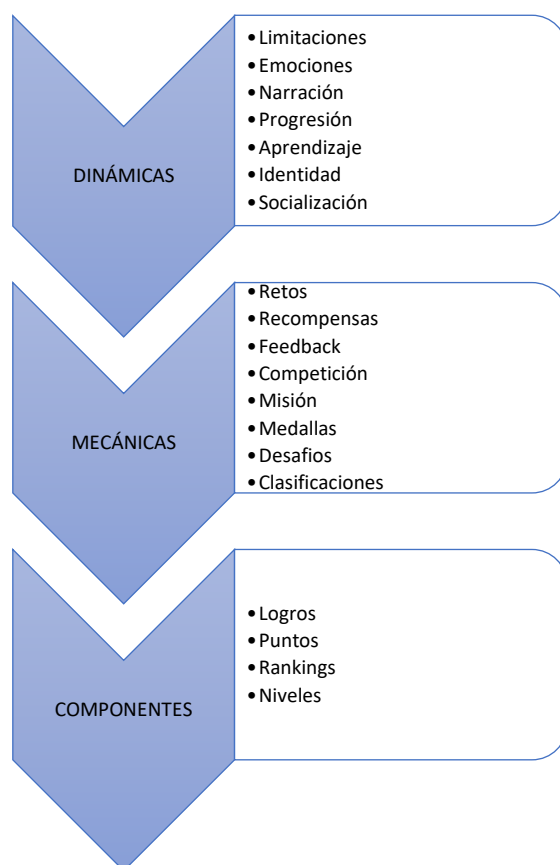 DINÁMICAS
•Limitaciones
•Emociones
•Narración
•Progresión
•Aprendizaje
•Identidad
•Socialización
MECÁNICAS
•Retos
•Recompensas
•Feedback
•Competición
•Misión
•Medallas
•Desafios
•Clasificaciones
COMPONENTES
•Logros
•Puntos
•Rankings
•Niveles